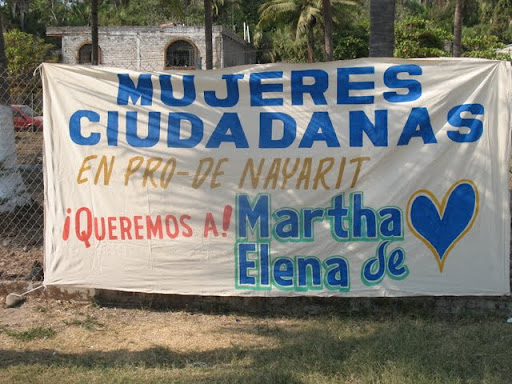 MUJERES
CIUDADANAS
EN PRO-DE NAYARIT
¡QUEREMOS A! Martha
Elena de